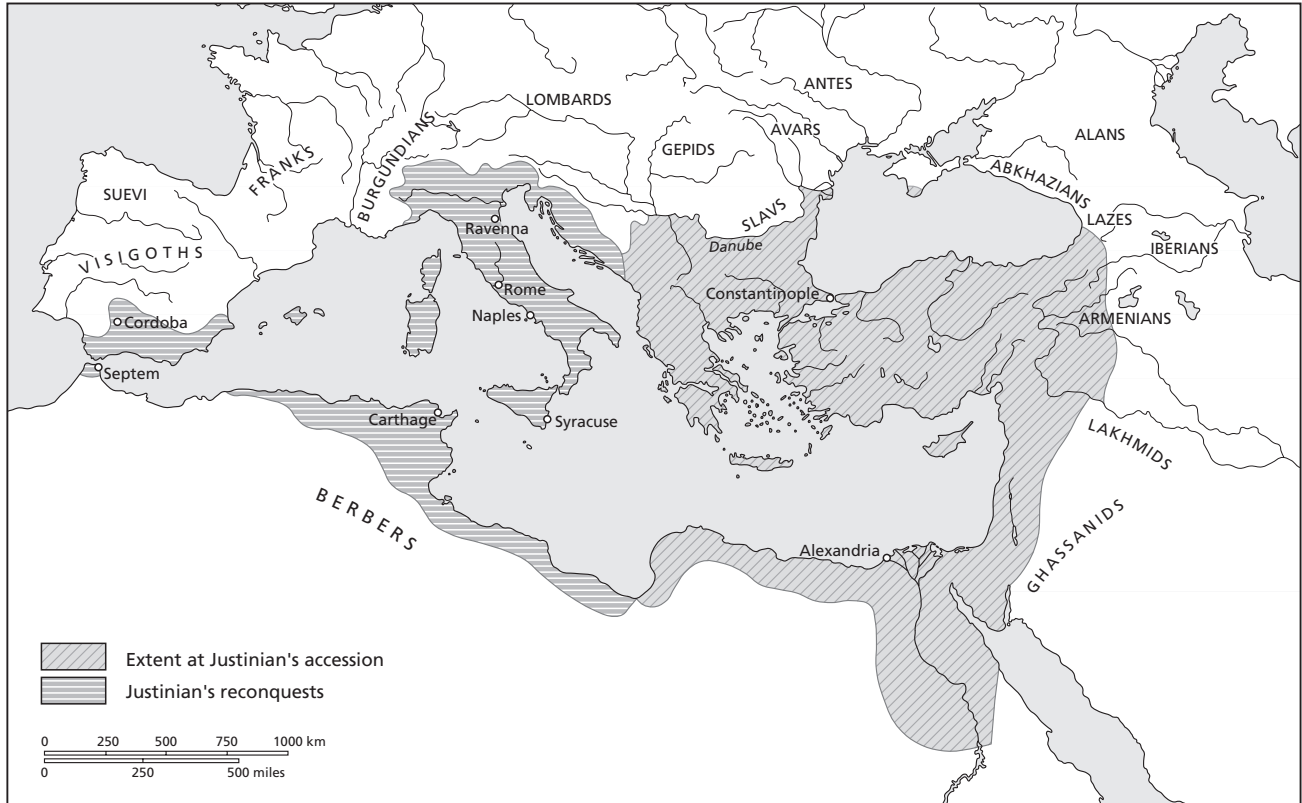 ANTES
LOMBARDS
AVARS
ALANS
GEPIDS
BURGUNDIANS
FRANKS
ABKHAZIANS
SUEVI
SLAVS
LAZES
Ravenna
Danube
IBERIANS
VISIGOTHS
Rome
Constantinople
Naples
ARMENIANS
Cordoba
Septem
Carthage
Syracuse
LAKHMIDS
BERBERS
GHASSANIDS
Alexandria
Extent at Justinian's accession
Justinian's reconquests
0 250 500 750 1000 km
0 250 500 miles